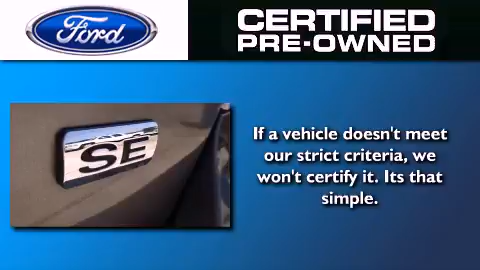 Ford
CERTIFIED
PRE-OWNED
SE
If a vehicle doesn't meet
our strict criteria, we
won't certify it. Its that
simple.